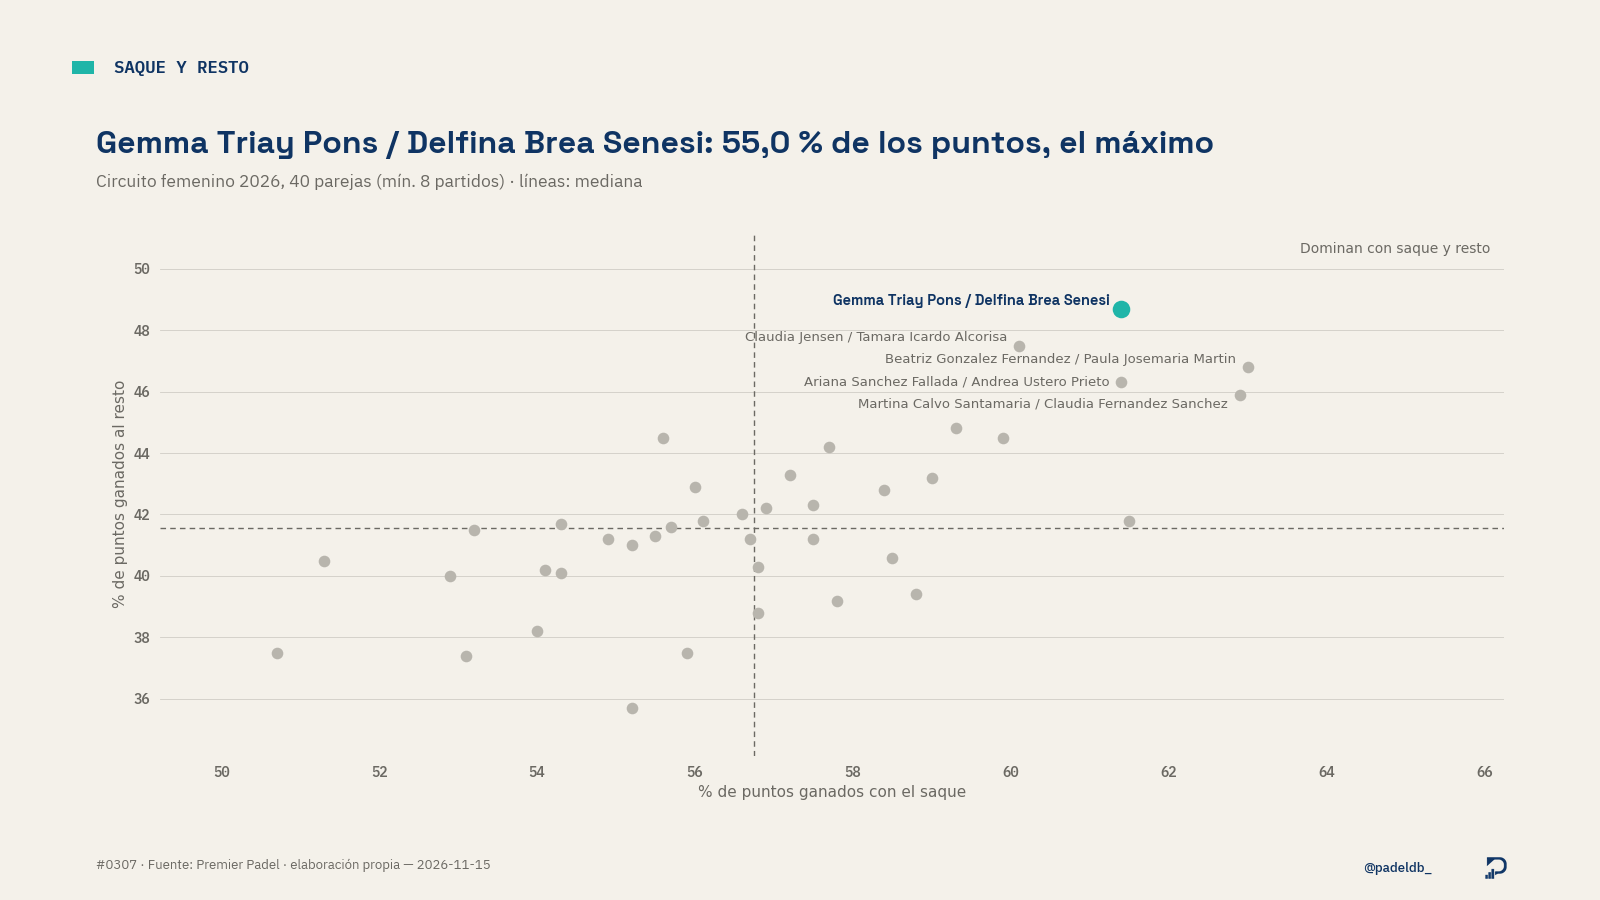 SAQUE Y RESTO
Gemma Triay Pons / Delfina Brea Senesi: 55,0 % de los puntos, el máximo
Circuito femenino 2026, 40 parejas (mín. 8 partidos) · líneas: mediana
Dominan con saque y resto
Gemma Triay Pons / Delfina Brea Senesi
Claudia Jensen / Tamara Icardo Alcorisa
Beatriz Gonzalez Fernandez / Paula Josemaria Martin
Ariana Sanchez Fallada / Andrea Ustero Prieto
Martina Calvo Santamaria / Claudia Fernandez Sanchez
% de puntos ganados al resto
50
48
46
44
42
40
38
36
50 52 54 56 58 60 62 64 66
% de puntos ganados con el saque
#0307 · Fuente: Premier Padel · elaboración propia — 2026-11-15
@padeldb_